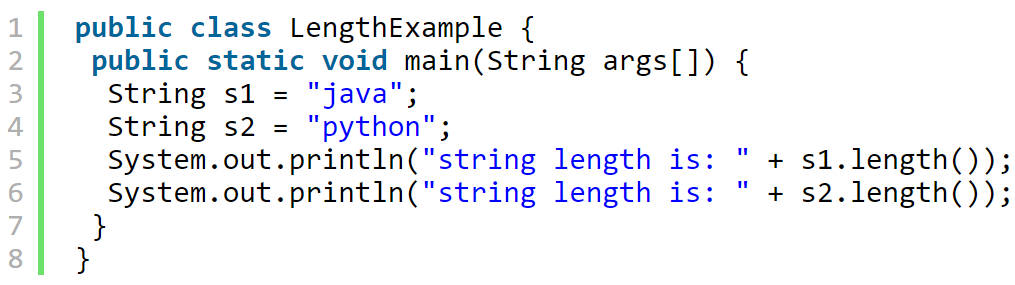 1 public class LengthExample {
2 public static void main(String args[]) {
3 String s1 = "java";
4 String s2 = "python";
5 System.out.println("string length is: " + s1.length());
6 System.out.println("string length is: " + s2.length());
7 }
8 }